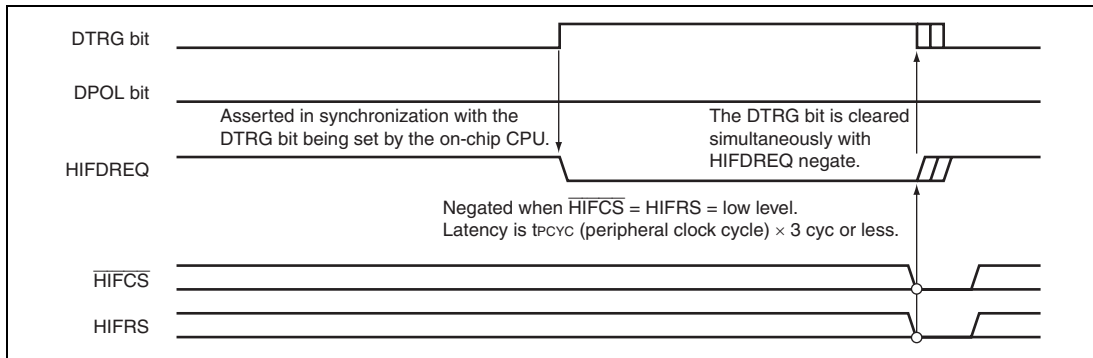 DTRG bit
DPOL bit
Asserted in synchronization with the
DTRG bit being set by the on-chip CPU.
The DTRG bit is cleared
simultaneously with
HIFDREQ negate.
HIFDREQ
Negated when HIFCS = HIFRS = low level.
Latency is tPCYC (peripheral clock cycle) × 3 cyc or less.
HIFCS
HIFRS